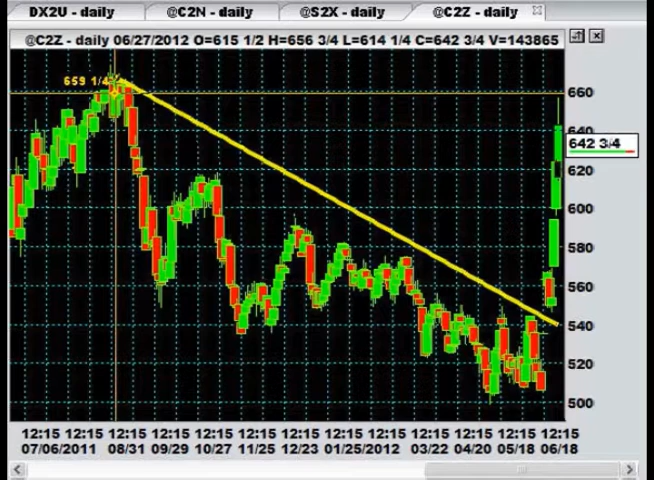 DX2U - daily @C2N - daily @S2X - daily @C2Z - daily
@C2Z - daily 06/27/2012 O=615 1/2 H=656 3/4 L=614 1/4 C=642 3/4 V=143865
659 1/4
660
640
642 3/4
620
600
580
560
540
520
500
12:15 12:15 12:15 12:15 12:15 12:15 12:15 12:15 12:15 12:15 12:15 12:15 12:15
07/06/2011 08/31 09/29 10/27 11/25 12/23 01/25/2012 03/22 04/20 05/18 06/18